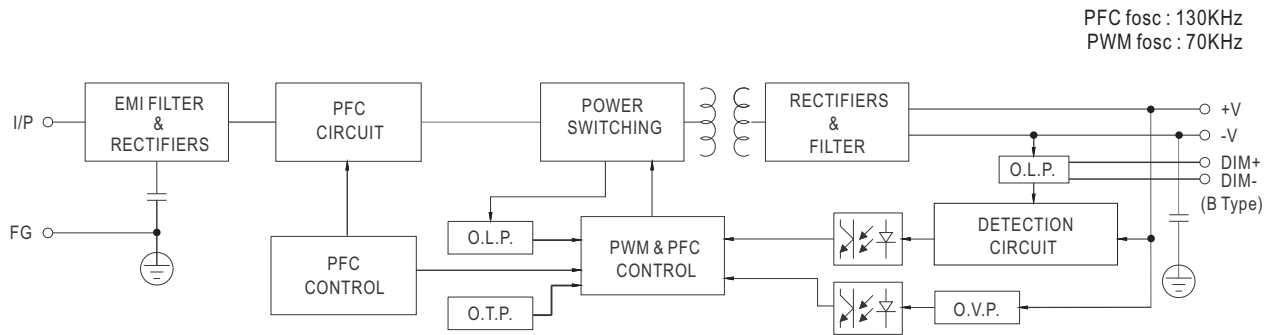 PFC fosc : 130KHz
PWM fosc : 70KHz
I/P
EMI FILTER
&
RECTIFIERS
PFC
CIRCUIT
POWER
SWITCHING
RECTIFIERS
&
FILTER
+V
-V
O.L.P.
DIM+
DIM-
(B Type)
FG
O.L.P.
DETECTION
CIRCUIT
PFC
CONTROL
PWM & PFC
CONTROL
O.T.P.
O.V.P.